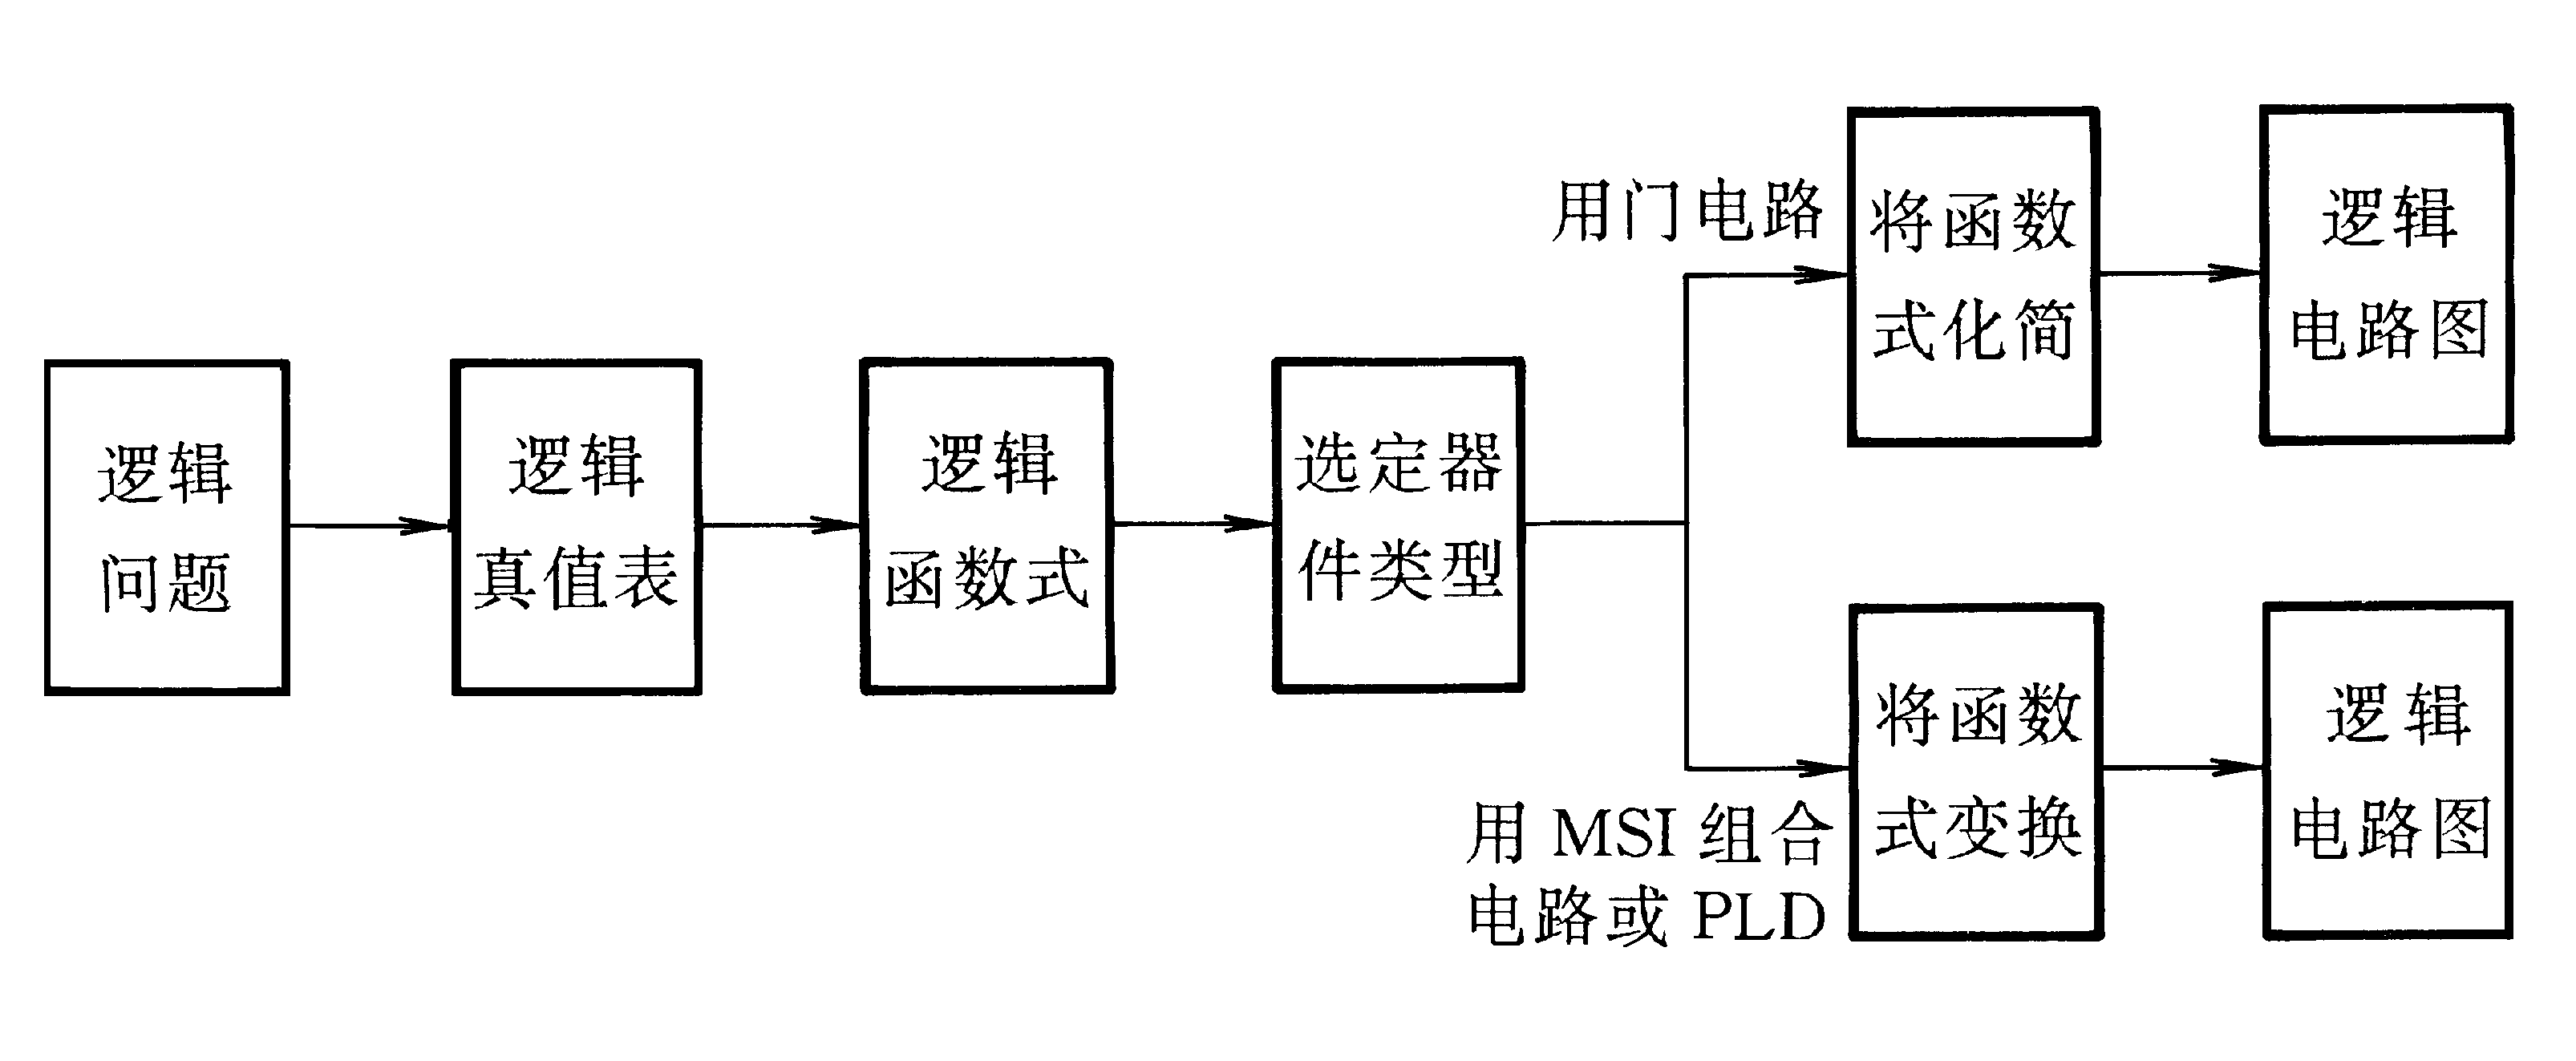 逻辑
问题
逻辑
真值表
逻辑
函数式
选定器
件类型
用门电路
将函数
式化简
逻辑
电路图
用 MSI 组合
电路或 PLD
将函数
式变换
逻辑
电路图